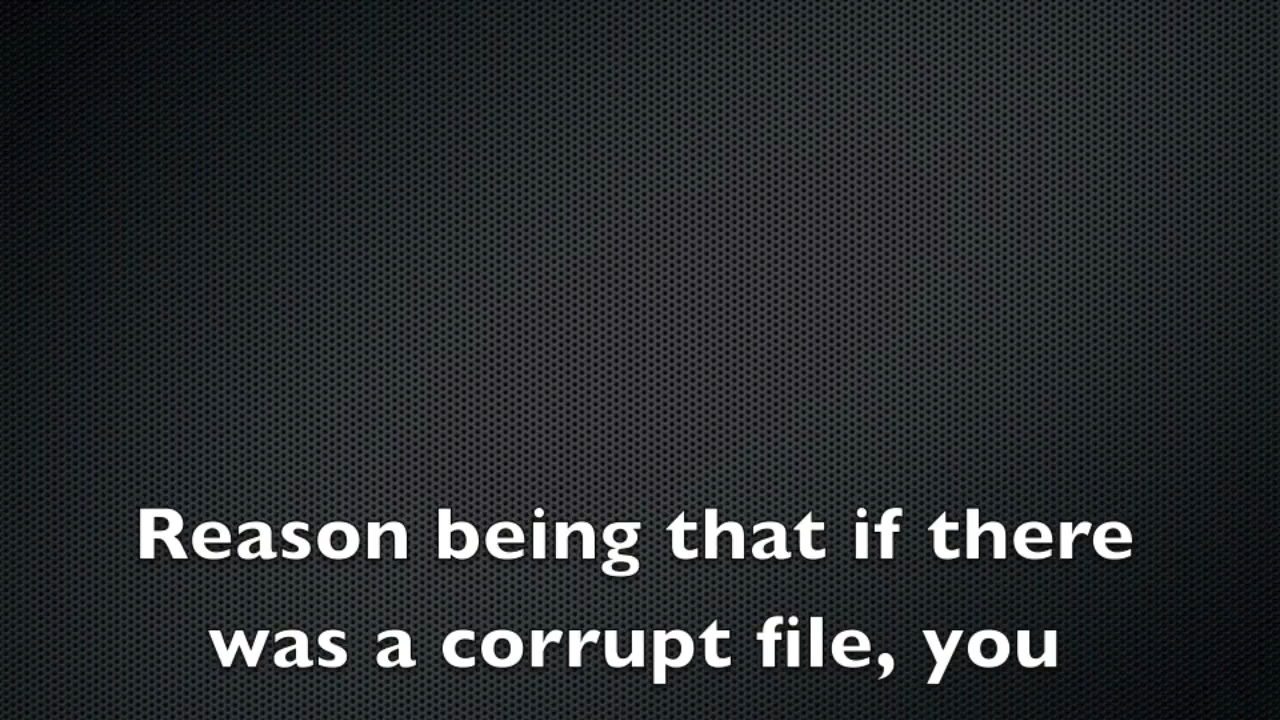 Reason being that if there
was a corrupt file, you